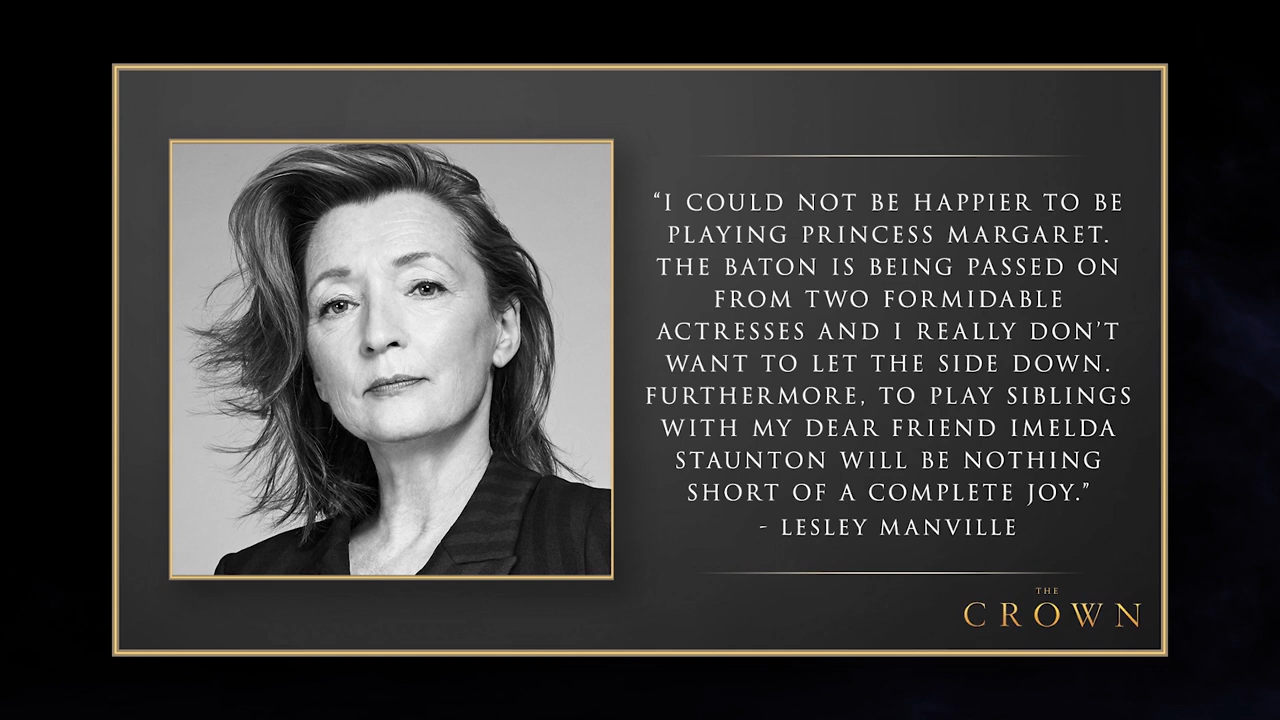 “I COULD NOT BE HAPPIER TO BE
PLAYING PRINCESS MARGARET.
THE BATON IS BEING PASSED ON
FROM TWO FORMIDABLE
ACTRESSES AND I REALLY DON’T
WANT TO LET THE SIDE DOWN.
FURTHERMORE, TO PLAY SIBLINGS
WITH MY DEAR FRIEND IMELDA
STAUNTON WILL BE NOTHING
SHORT OF A COMPLETE JOY.”
- LESLEY MANVILLE
THE
CROWN